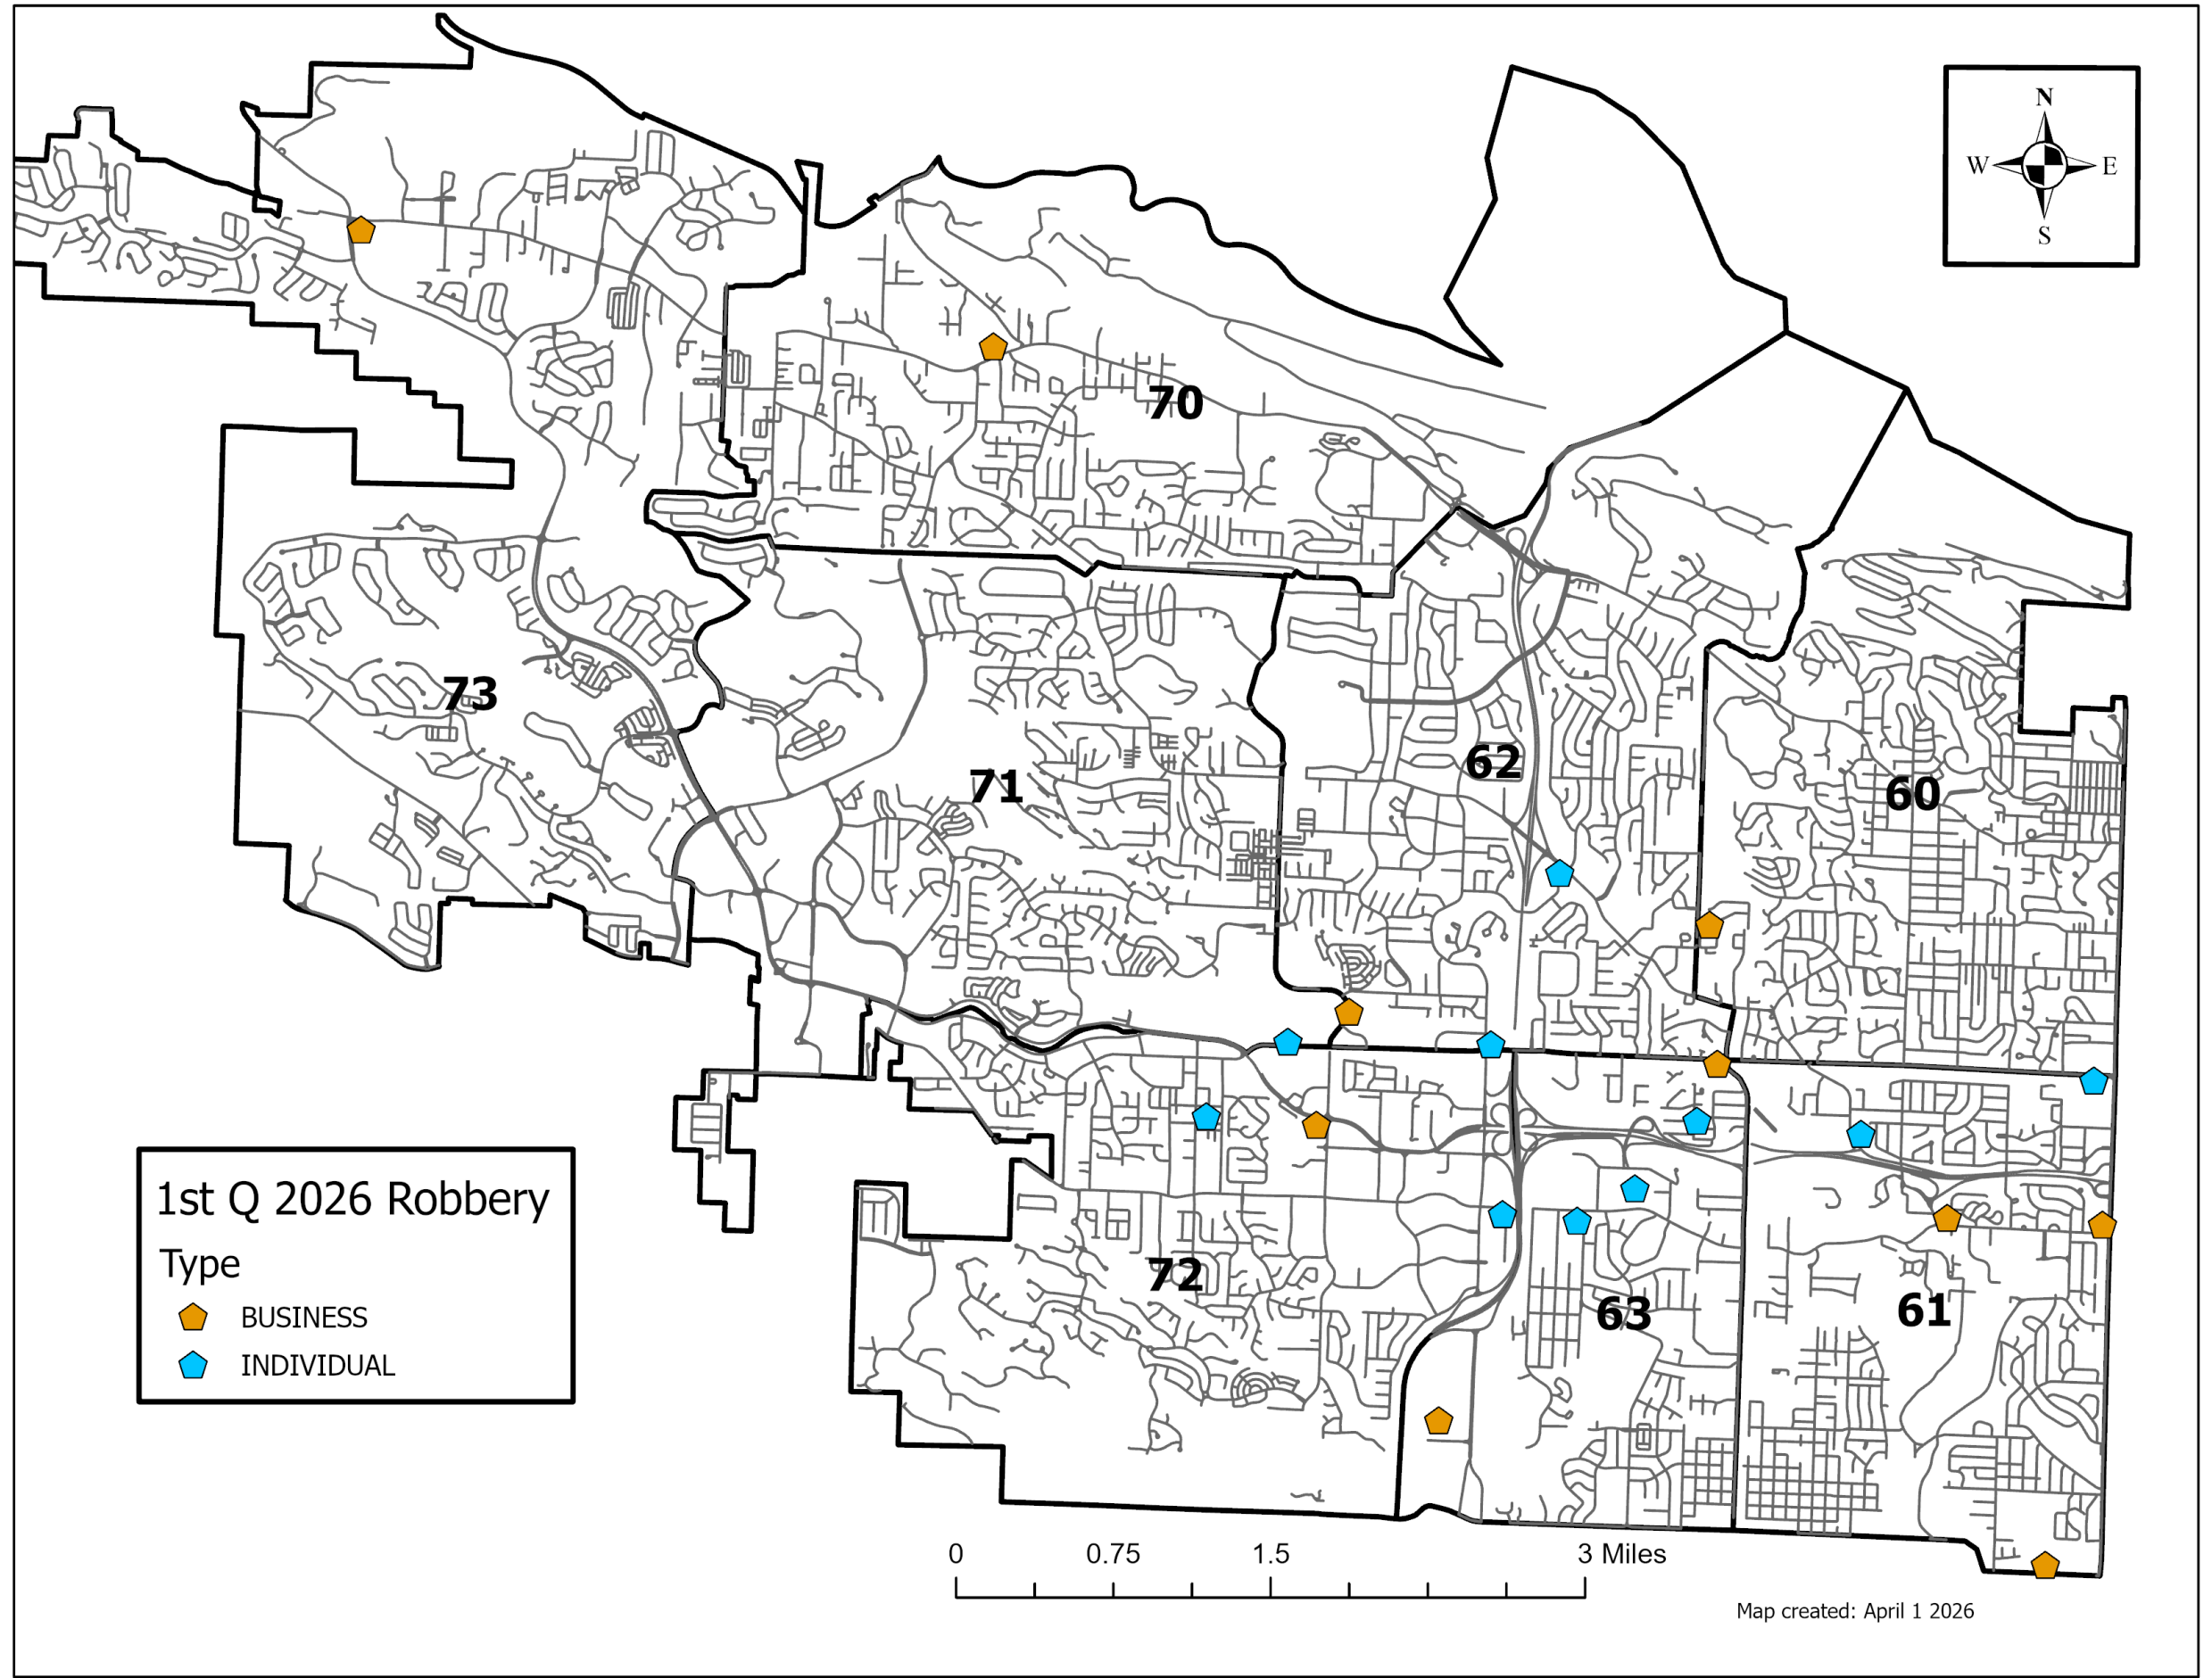 N
W E
S
70
73
62
71
60
1st Q 2026 Robbery
Type
BUSINESS
INDIVIDUAL
72
63
61
0 0.75 1.5 3 Miles
Map created: April 1 2026